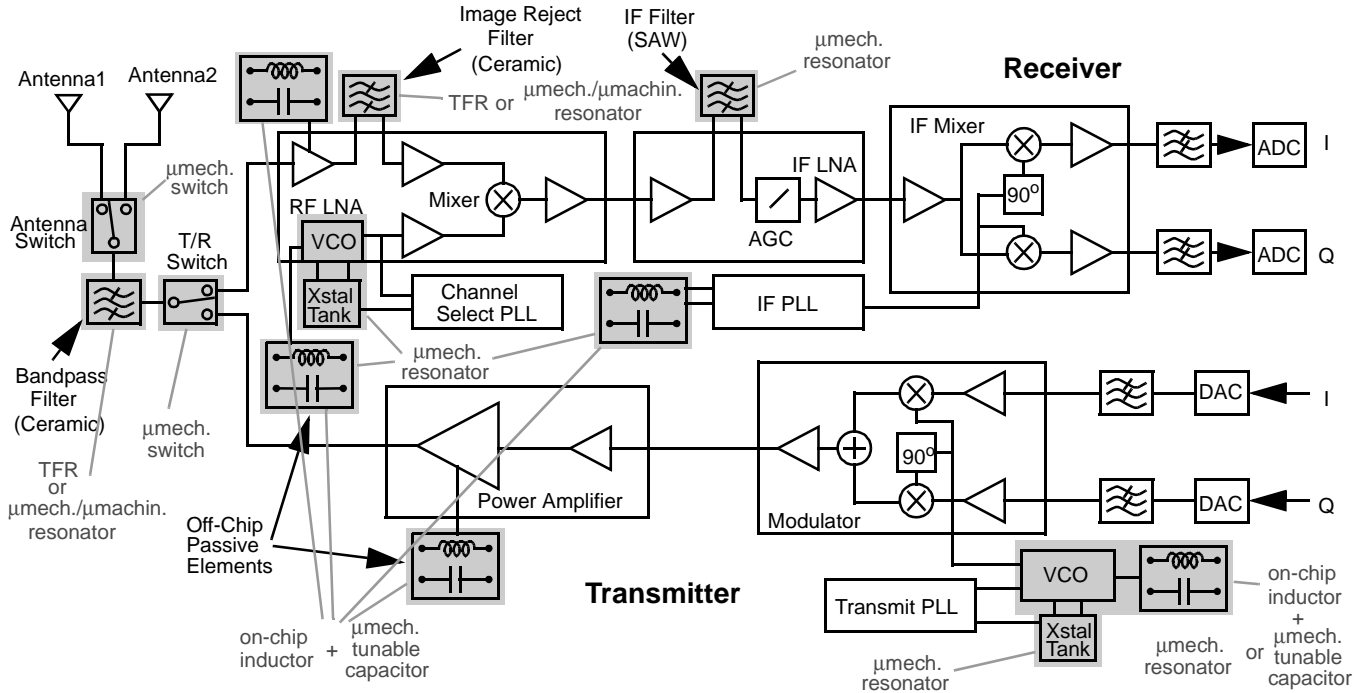 Image Reject
Filter
(Ceramic)
IF Filter
(SAW)
μmech.
resonator
Receiver
Antenna1
Antenna2
TFR or
μmech./μmachin.
resonator
IF Mixer
ADC
I
μmech.
switch
Mixer
IF LNA
90o
Antenna
Switch
RF LNA
VCO
AGC
ADC
Q
T/R
Switch
Xstal
Tank
Channel
Select PLL
IF PLL
μmech.
resonator
Bandpass
Filter
(Ceramic)
DAC
I
μmech.
switch
90o
TFR
or
μmech./μmachin.
resonator
Power Amplifier
Modulator
DAC
Q
Off-Chip
Passive
Elements
Transmitter
VCO
Transmit PLL
Xstal
Tank
on-chip
inductor
+
μmech.
tunable
capacitor
on-chip
inductor
+
μmech.
tunable
capacitor
or
μmech.
resonator
μmech.
resonator